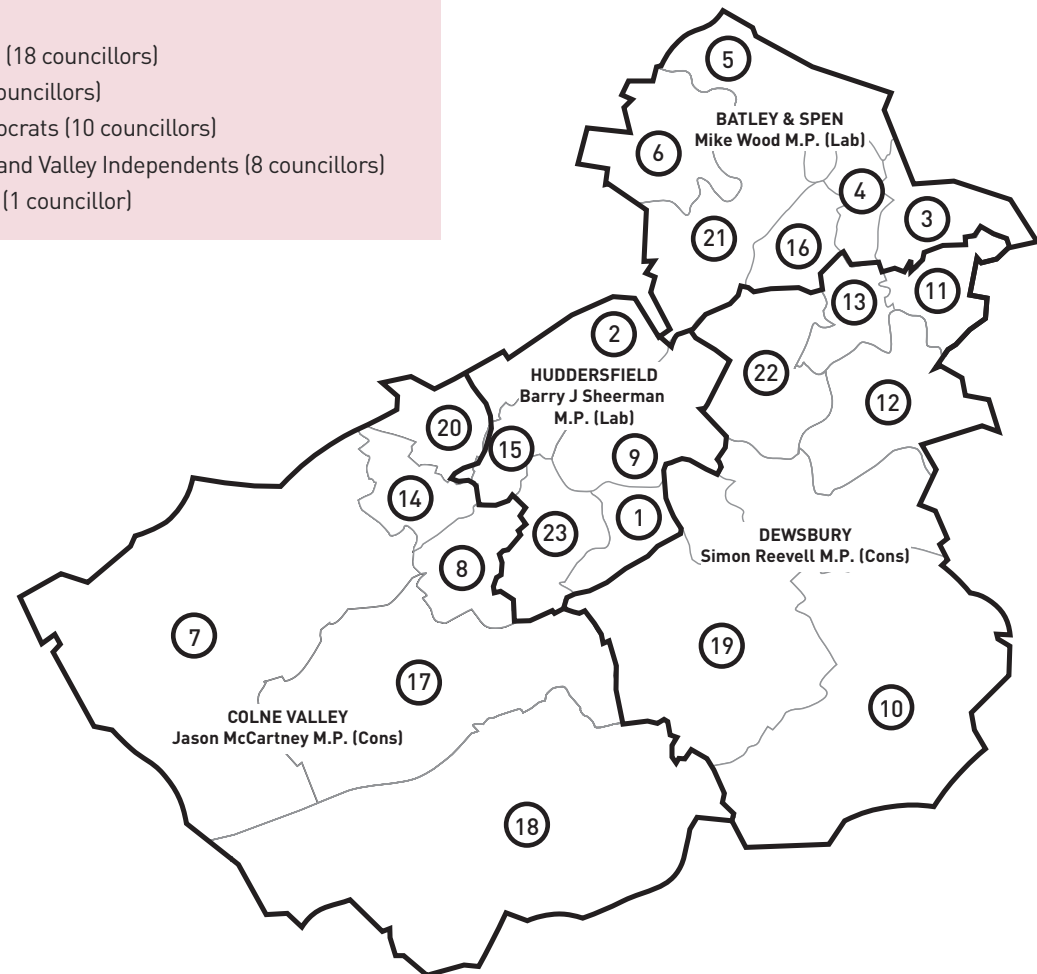 (18 councillors)
ouncillors)
ocrats (10 councillors)
and Valley Independents (8 councillors)
(1 councillor)
5
BATLEY & SPEN
Mike Wood M.P. (Lab)
6
4
3
21
16
11
13
2
22
HUDDERSFIELD
Barry J Sheerman
M.P. (Lab)
12
20
15
9
14
1
23
DEWSBURY
Simon Reevell M.P. (Cons)
8
7
19
17
10
COLNE VALLEY
Jason McCartney M.P. (Cons)
18